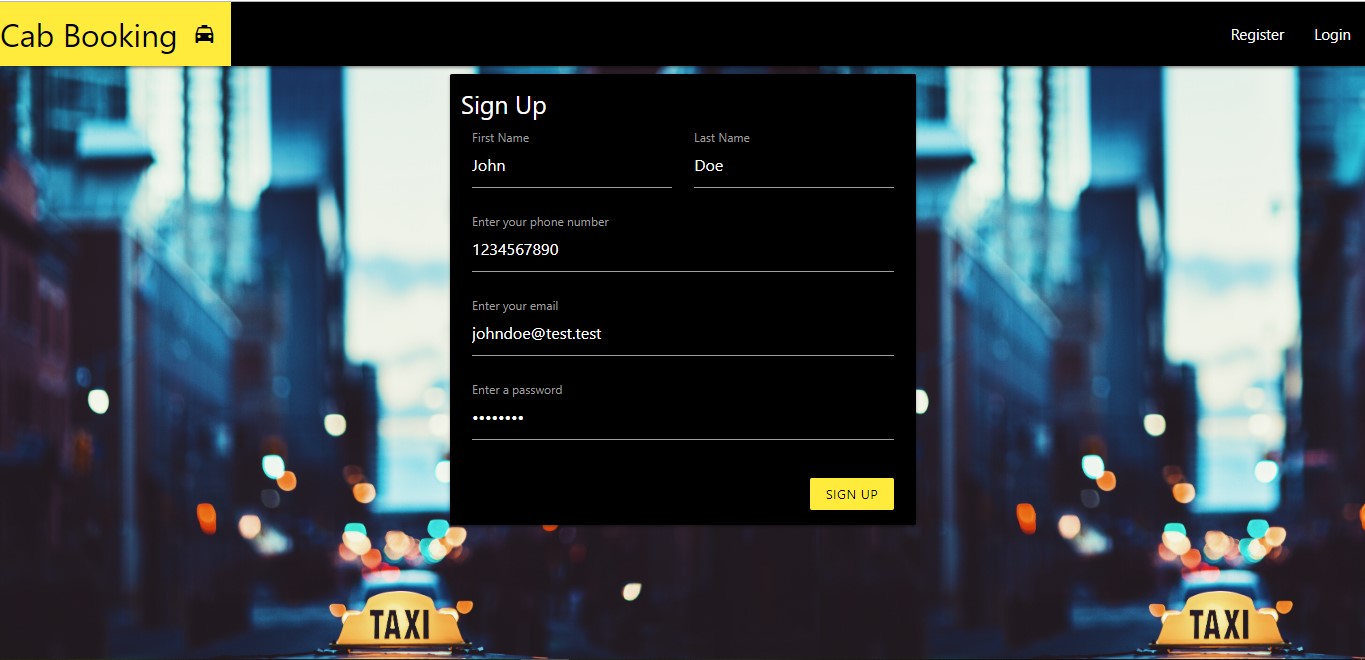 Cab Booking
Register Login
Sign Up
First Name Last Name
John Doe
Enter your phone number
1234567890
Enter your email
johndoe@test.test
Enter a password
••••••••
SIGN UP
TAXI TAXI